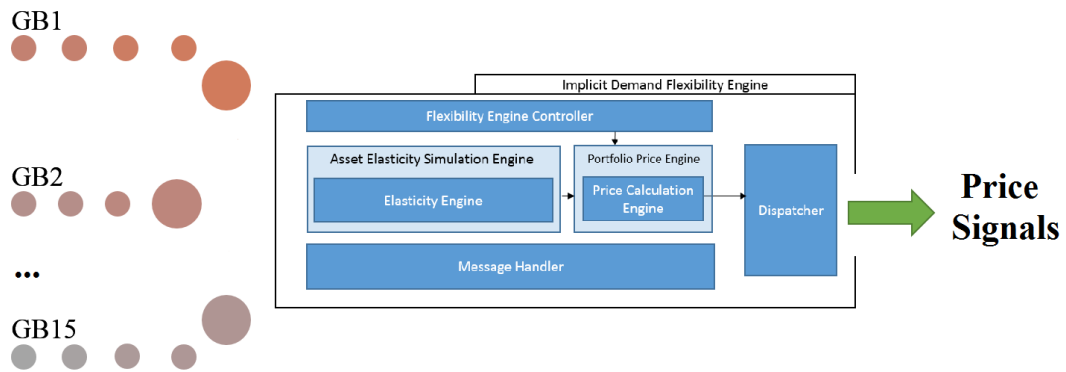 GB1
GB2
...
GB15
Implicit Demand Flexibility Engine
Flexibility Engine Controller
Asset Elasticity Simulation Engine
Elasticity Engine
Portfolio Price Engine
Price Calculation
Engine
Dispatcher
Message Handler
Price
Signals